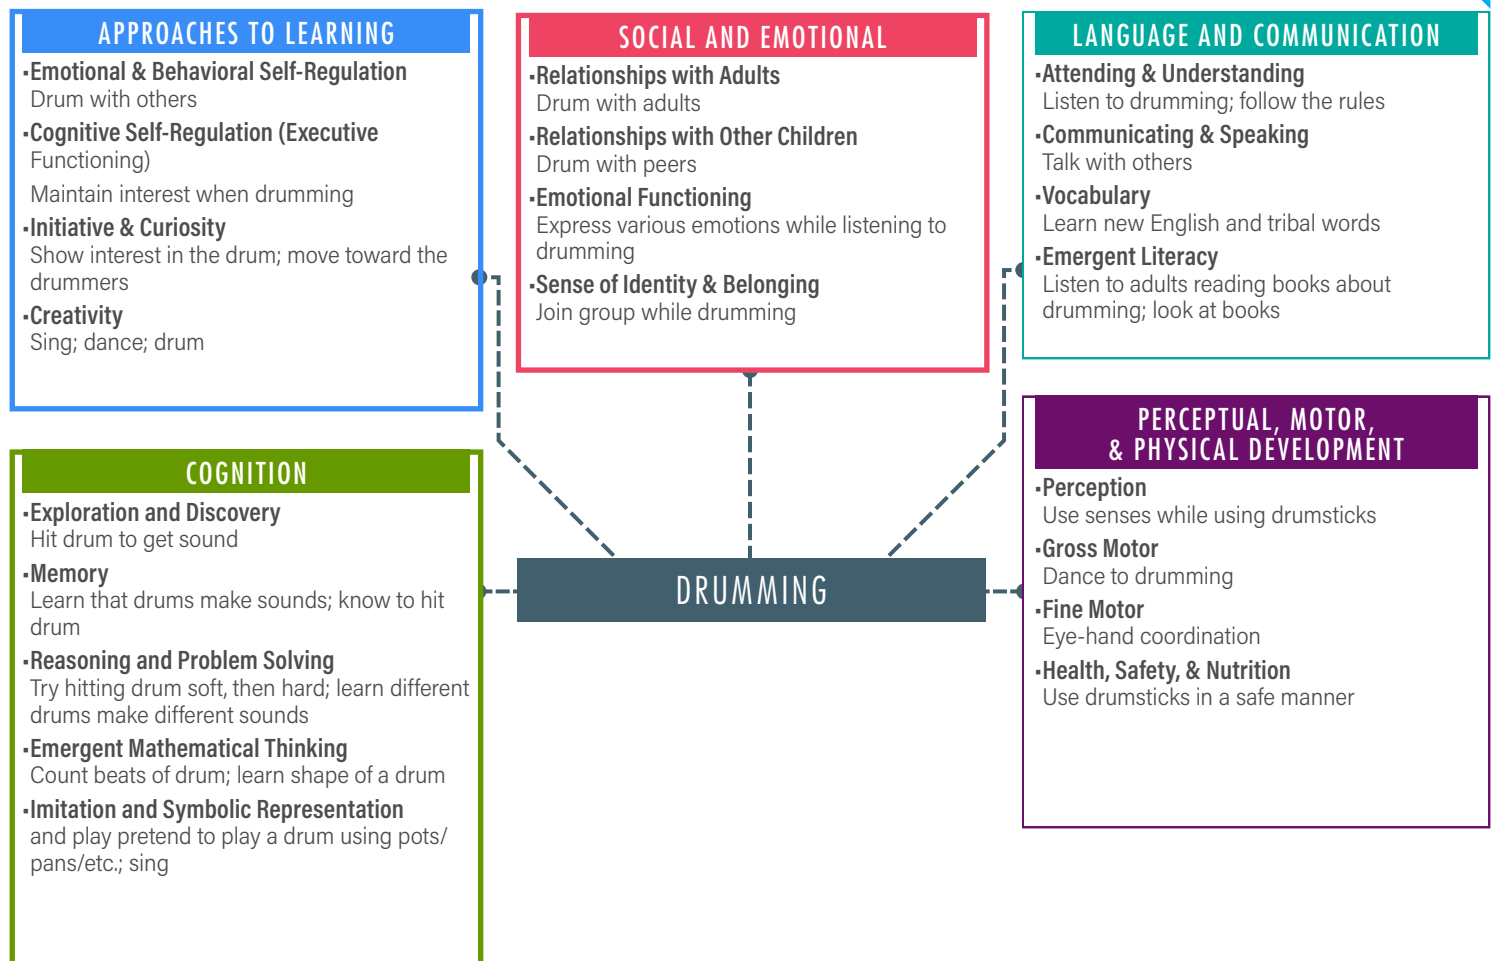 APPROACHES TO LEARNING
▪Emotional & Behavioral Self-Regulation
Drum with others
▪Cognitive Self-Regulation (Executive
Functioning)
Maintain interest when drumming
▪Initiative & Curiosity
Show interest in the drum; move toward the
drummers
▪Creativity
Sing; dance; drum
SOCIAL AND EMOTIONAL
▪Relationships with Adults
Drum with adults
▪Relationships with Other Children
Drum with peers
▪Emotional Functioning
Express various emotions while listening to
drumming
▪Sense of Identity & Belonging
Join group while drumming
LANGUAGE AND COMMUNICATION
▪Attending & Understanding
Listen to drumming; follow the rules
▪Communicating & Speaking
Talk with others
▪Vocabulary
Learn new English and tribal words
▪Emergent Literacy
Listen to adults reading books about
drumming; look at books
COGNITION
▪Exploration and Discovery
Hit drum to get sound
▪Memory
Learn that drums make sounds; know to hit
drum
▪Reasoning and Problem Solving
Try hitting drum soft, then hard; learn different
drums make different sounds
▪Emergent Mathematical Thinking
Count beats of drum; learn shape of a drum
▪Imitation and Symbolic Representation
and play pretend to play a drum using pots/
pans/etc.; sing
DRUMMING
PERCEPTUAL, MOTOR,
& PHYSICAL DEVELOPMENT
▪Perception
Use senses while using drumsticks
▪Gross Motor
Dance to drumming
▪Fine Motor
Eye-hand coordination
▪Health, Safety, & Nutrition
Use drumsticks in a safe manner